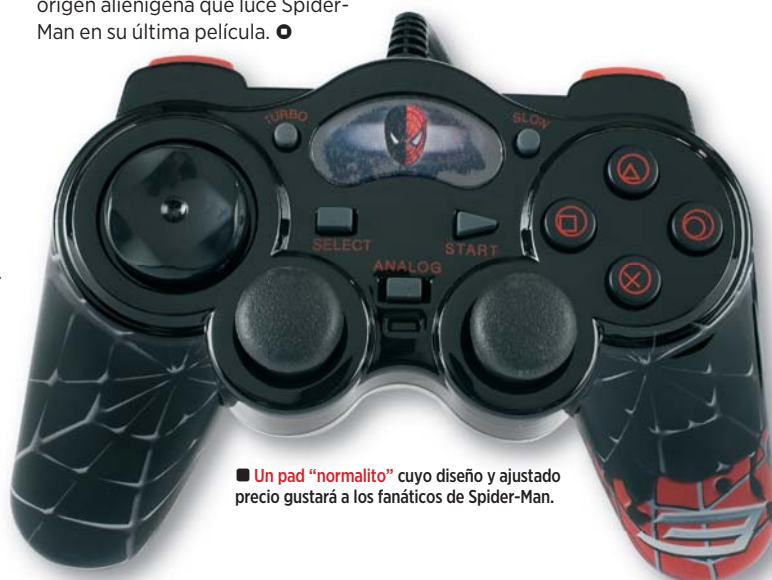 origen alienígena que luce Spider-
Man en su última película.
TURBO
SLOW
SELECT
START
ANALOG
Un pad “normalito” cuyo diseño y ajustado
precio gustará a los fanáticos de Spider-Man.